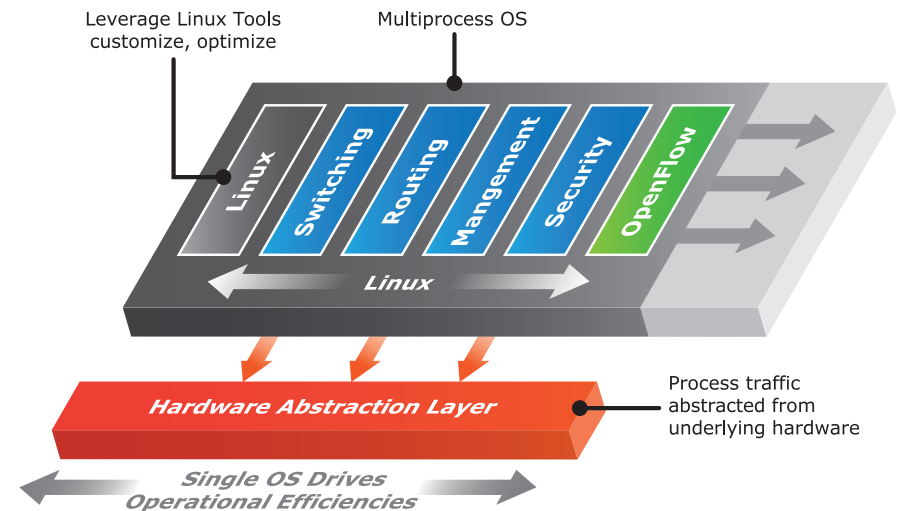 Leverage Linux Tools
customize, optimize
Multiprocess OS
Linux
Switching
Routing
Mangement
Security
OpenFlow
Linux
Hardware Abstraction Layer
Process traffic
abstracted from
underlying hardware
Single OS Drives
Operational Efficiencies